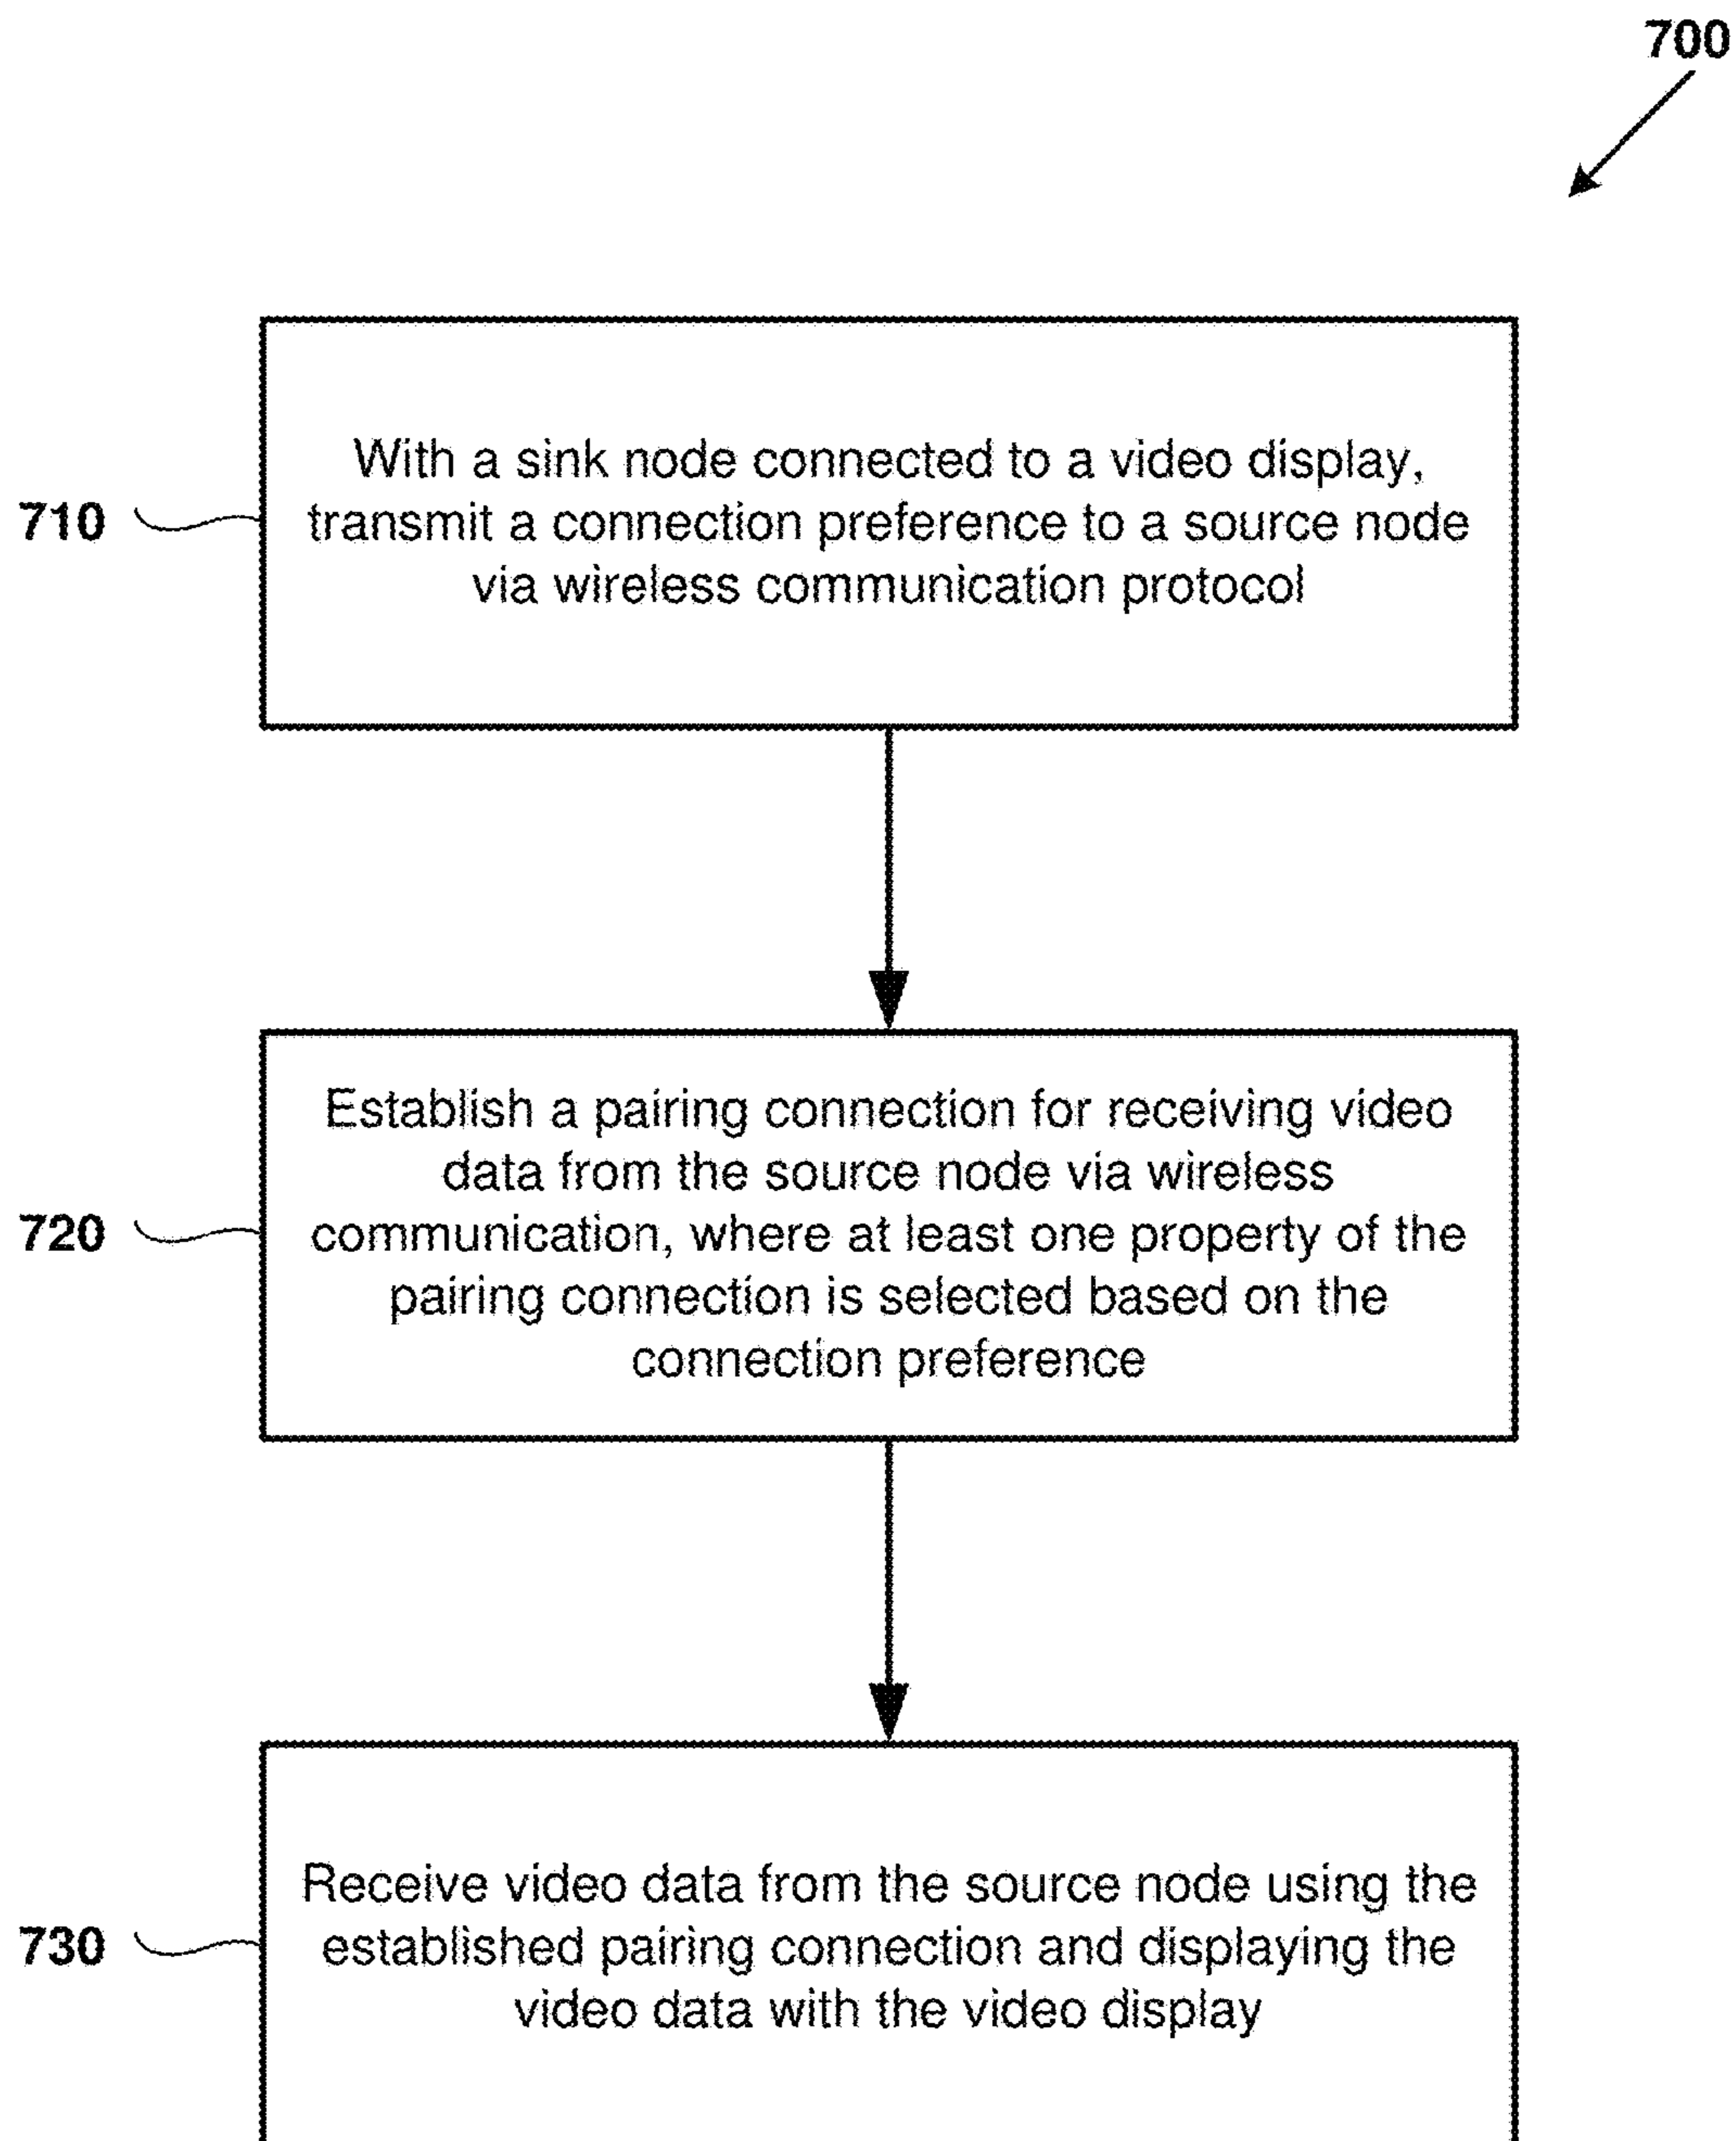 700
With a sink node connected to a video display,
transmit a connection preference to a source node
via wireless communication protocol
710
Establish a pairing connection for receiving video
data from the source node via wireless
communication, where at least one property of the
pairing connection is selected based on the
connection preference
720
Receive video data from the source node using the
established pairing connection and displaying the
video data with the video display
730